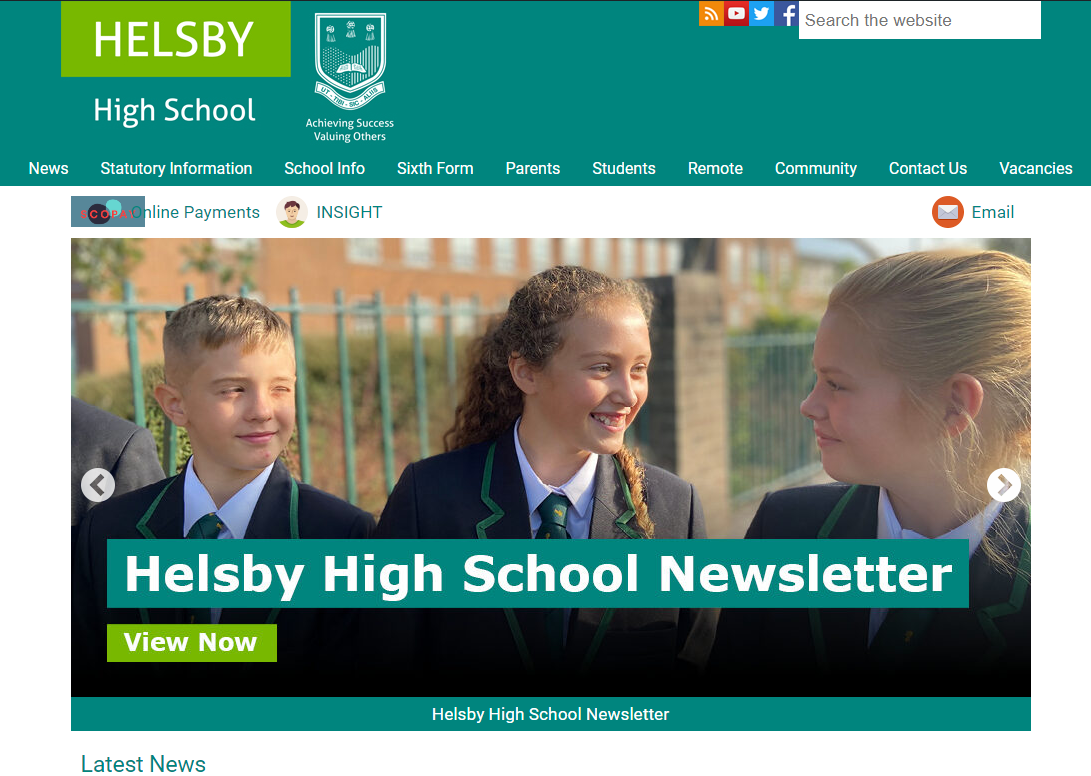 HELSBY
High School
UT · TIBI · SIC · ALIIS
Achieving Success
Valuing Others
Search the website
News Statutory Information School Info Sixth Form Parents Students Remote Community Contact Us Vacancies
SCOPAY Online Payments INSIGHT Email
Helsby High School Newsletter
View Now
Helsby High School Newsletter
Latest News